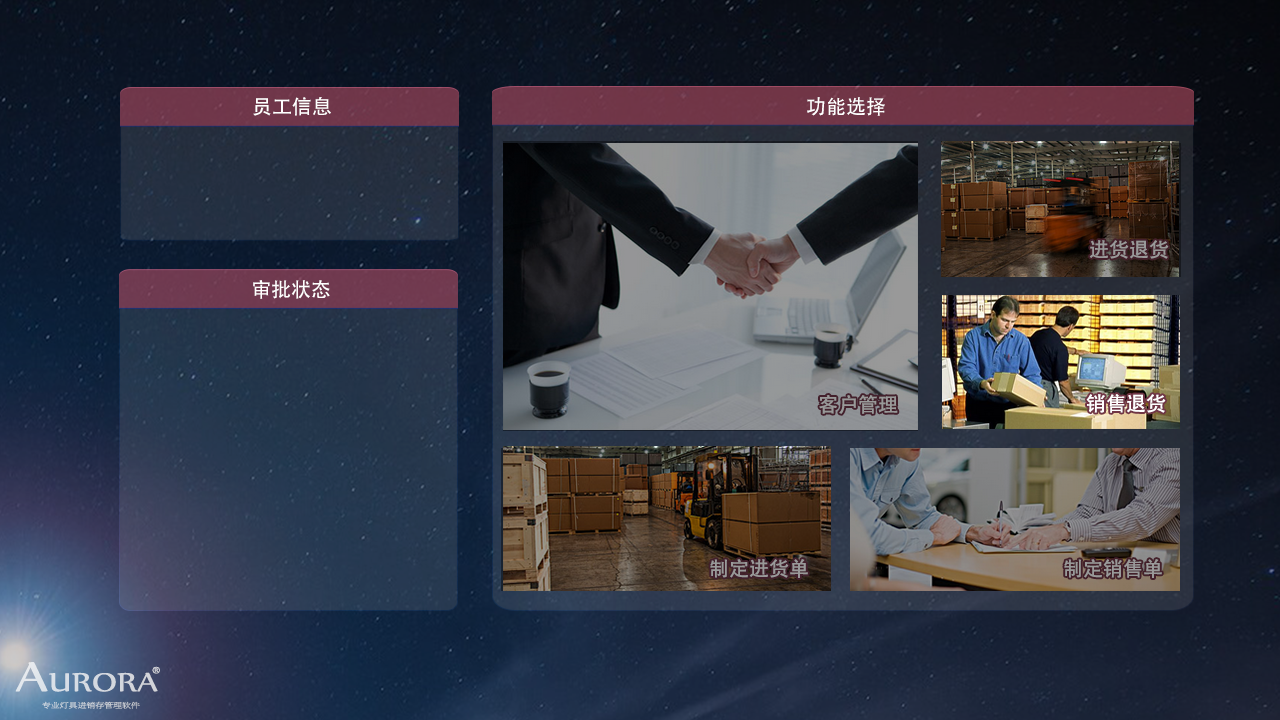 员工信息
功能选择
进货退货
审批状态
客户管理
销售退货
制定进货单
制定销售单
AURORA®
专业灯具进销存管理软件